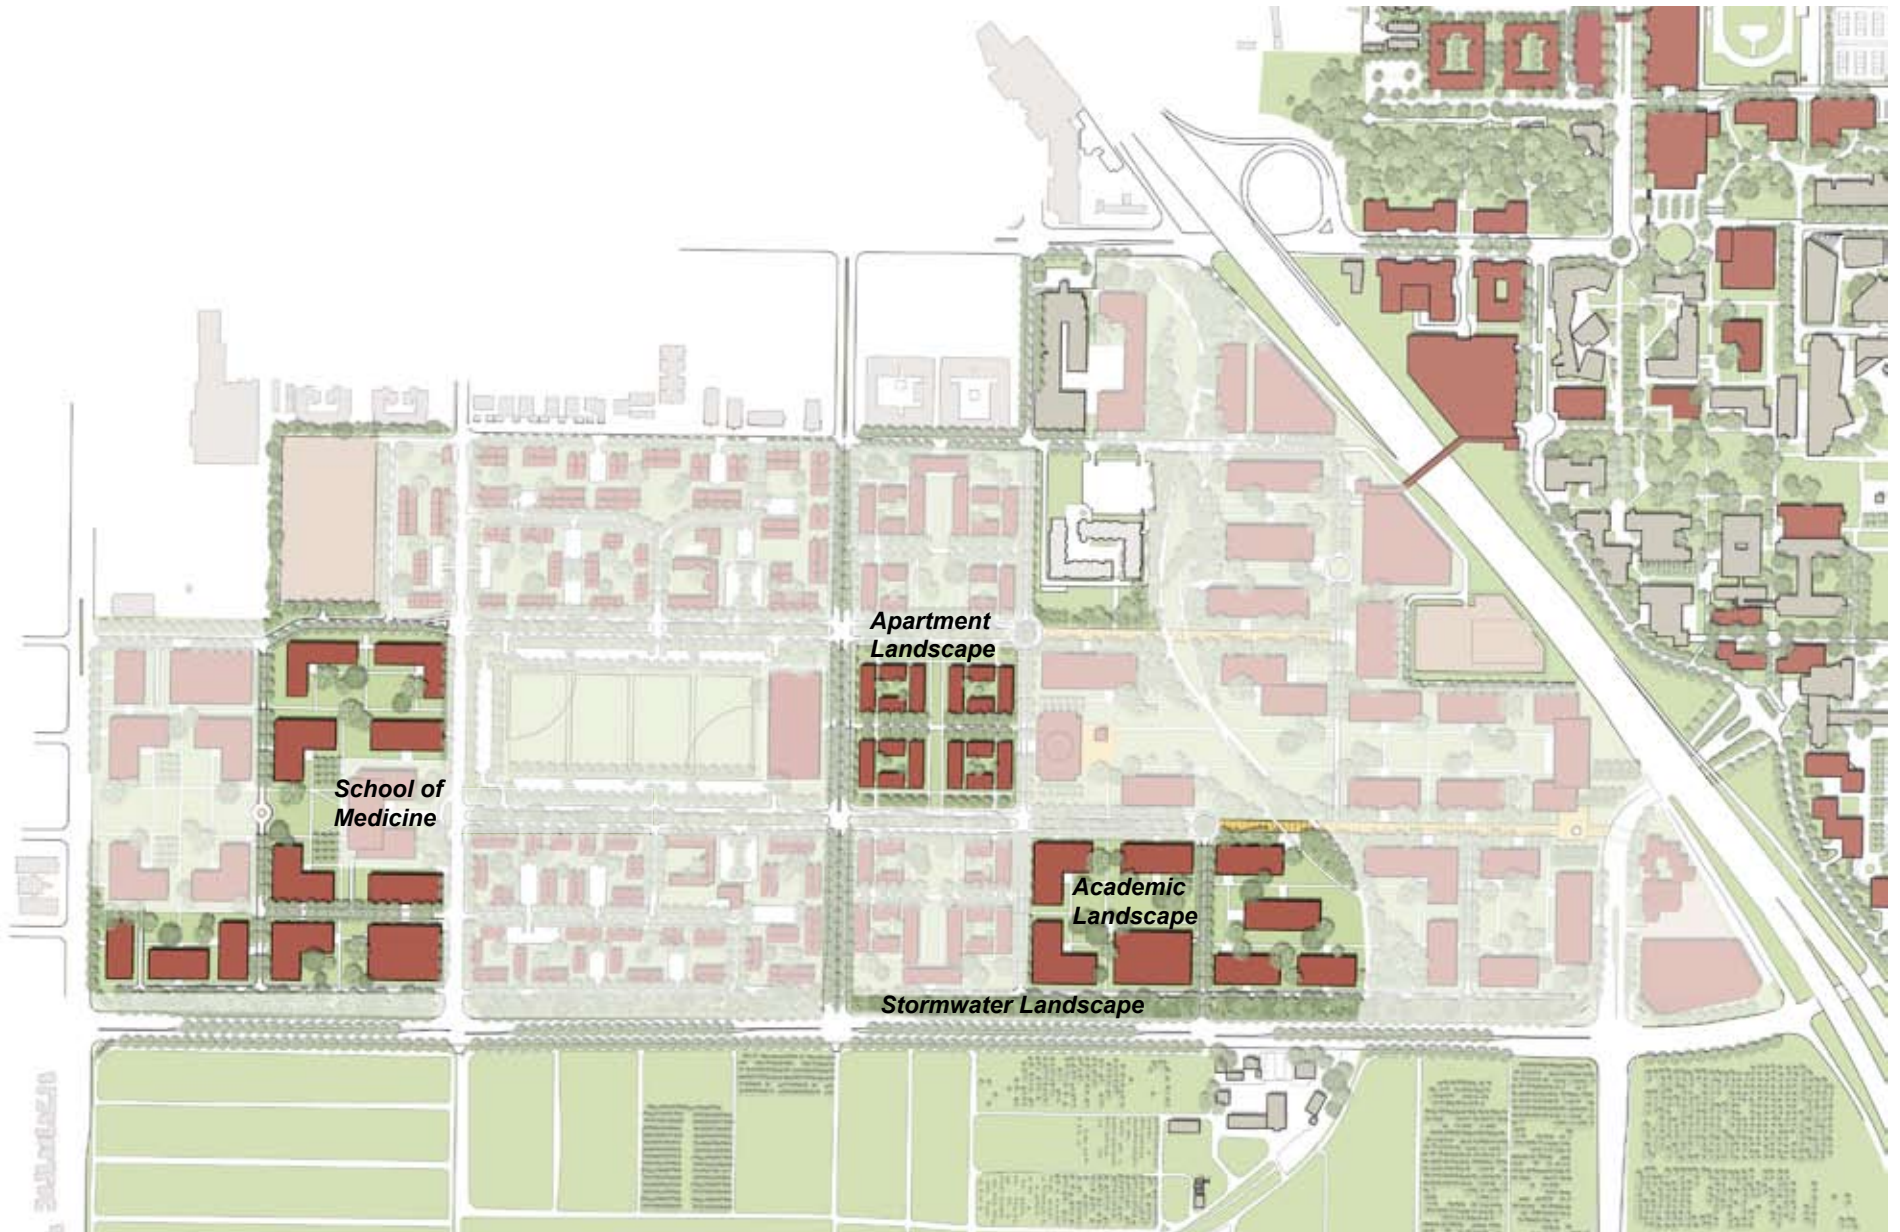 Apartment
Landscape
School of
Medicine
Academic
Landscape
Stormwater Landscape